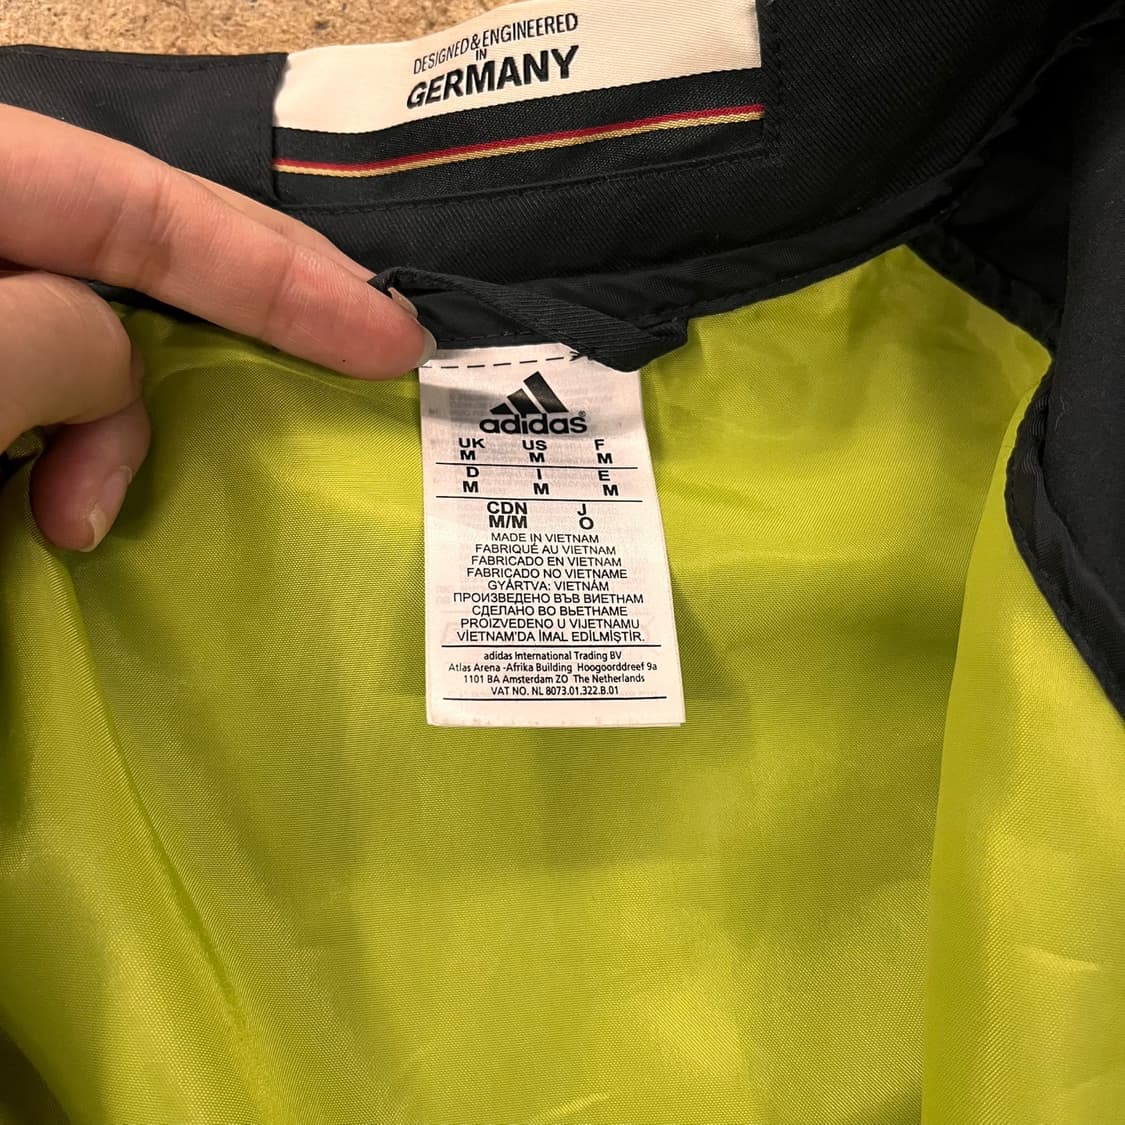 DESIGNED & ENGINEERED
IN
GERMANY
adidas®
UK US F
M M M
D I E
M M M
CDN J
M/M O
MADE IN VIETNAM
FABRIQUÉ AU VIETNAM
FABRICADO EN VIETNAM
FABRICADO NO VIETNAME
GYÁRTVA: VIETNÁM
ПРОИЗВЕДЕНО ВЪВ ВИЕТНАМ
СДЕЛАНО ВО ВЬЕТНАМЕ
PROIZVEDENO U VIJETNAMU
VİETNAM'DA İMAL EDİLMİŞTİR.
adidas International Trading BV
Atlas Arena -Afrika Building Hoogoorddreef 9a
1101 BA Amsterdam ZO The Netherlands
VAT NO. NL 8073.01.322.B.01